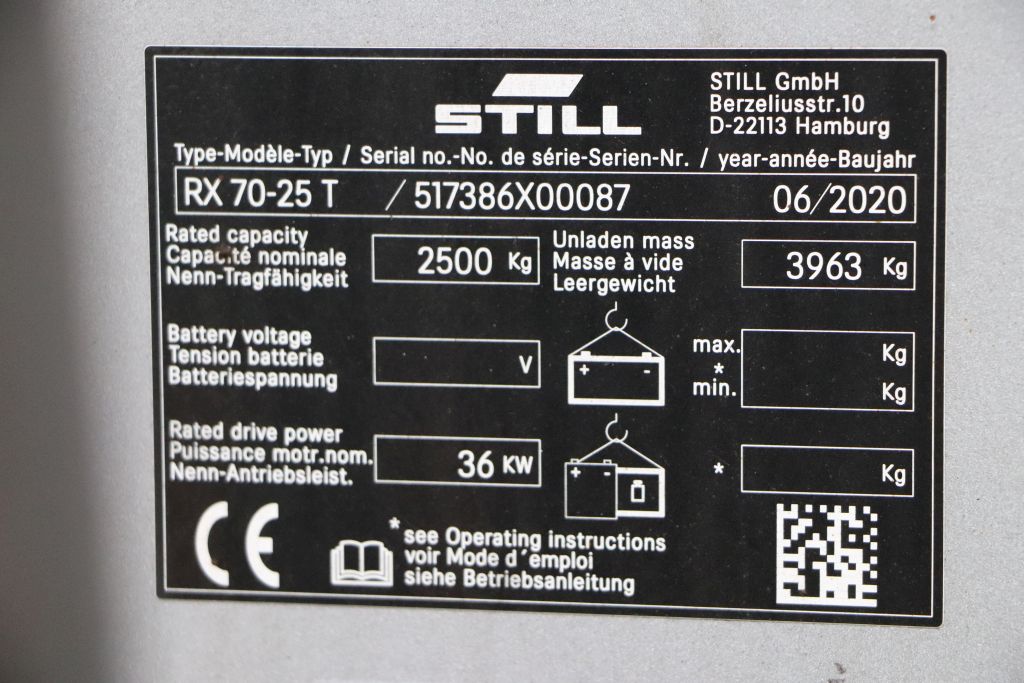 STILL
STILL GmbH
Berzeliusstr.10
D-22113 Hamburg
Type-Modèle-Typ / Serial no.-No. de série-Serien-Nr. / year-année-Baujahr
RX 70-25 T / 517386X00087 06/2020
Rated capacity
Capacité nominale
Nenn-Tragfähigkeit
2500 Kg
Unladen mass
Masse à vide
Leergewicht
3963 Kg
Battery voltage
Tension batterie
Batteriespannung
V
+ -
max.
*
min.
Kg
Kg
Rated drive power
Puissance motr.nom.
Nenn-Antriebsleist.
36 KW
+ -
*
Kg
CE
* see Operating instructions
voir Mode d´emploi
siehe Betriebsanleitung